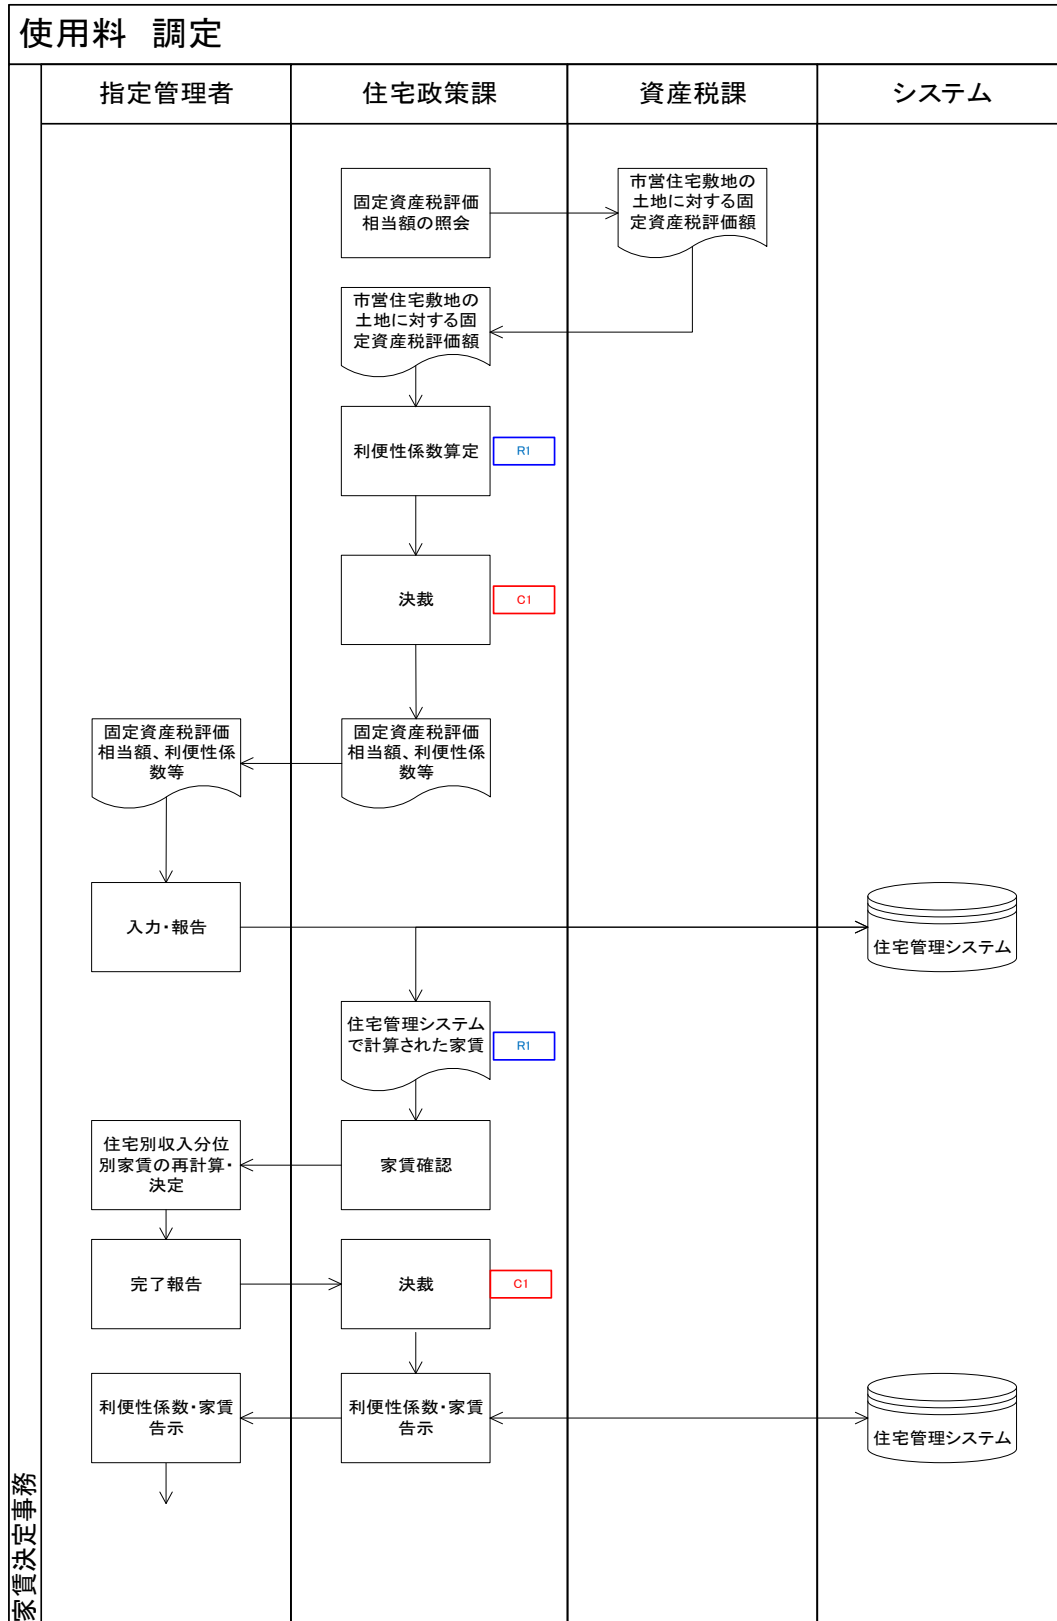 使用料　調定
指定管理者
住宅政策課
資産税課
システム
固定資産税評価
相当額の照会
市営住宅敷地の
土地に対する固
定資産税評価額
市営住宅敷地の
土地に対する固
定資産税評価額
利便性係数算定
R1
決裁
C1
固定資産税評価
相当額、利便性係
数等
固定資産税評価
相当額、利便性係
数等
入力・報告
住宅管理システム
住宅管理システム
で計算された家賃
R1
住宅別収入分位
別家賃の再計算・
決定
家賃確認
完了報告
決裁
C1
利便性係数・家賃
告示
利便性係数・家賃
告示
住宅管理システム
家賃決定事務